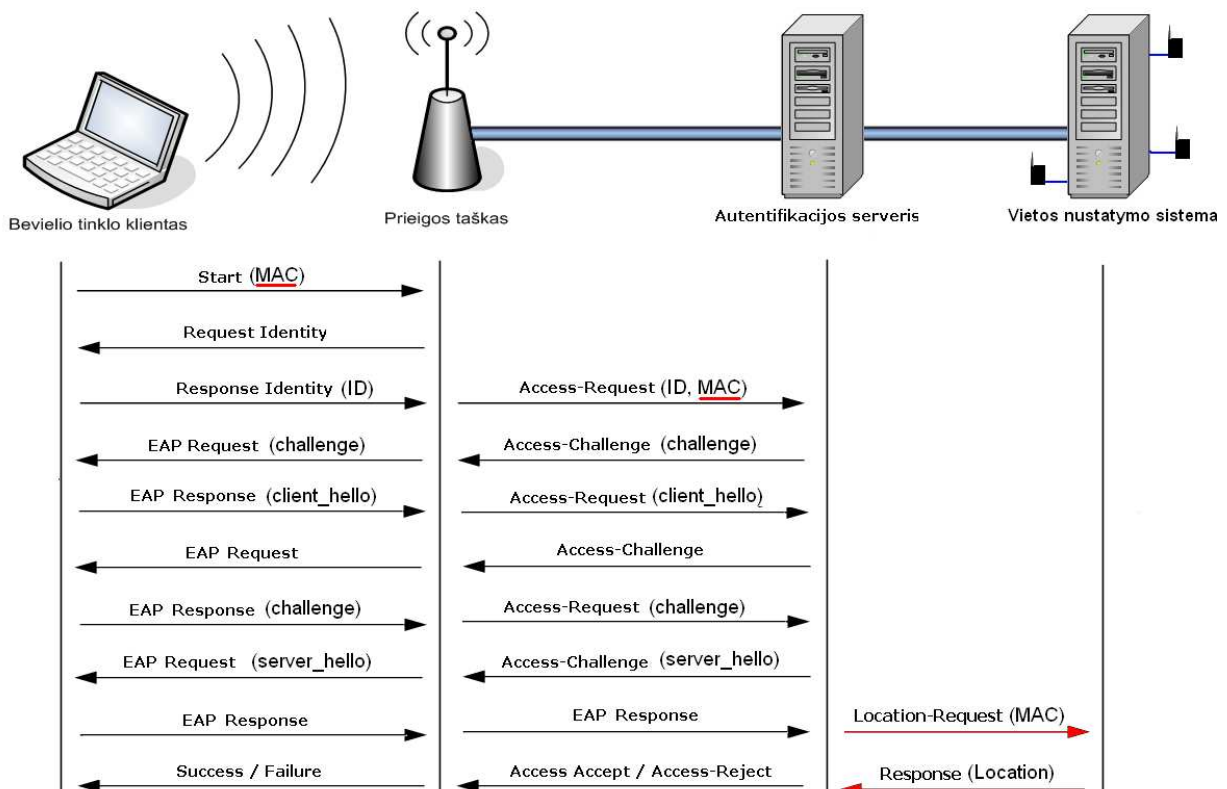 Bevielio tinklo klientas
Prieigos taškas
Autentifikacijos serveris
Vietos nustatymo sistema
Start (MAC)
Request Identity
Response Identity (ID)
Access-Request (ID, MAC)
EAP Request (challenge)
Access-Challenge (challenge)
EAP Response (client_hello)
Access-Request (client_hello)
EAP Request
Access-Challenge
EAP Response (challenge)
Access-Request (challenge)
EAP Request (server_hello)
Access-Challenge (server_hello)
EAP Response
EAP Response
Location-Request (MAC)
Success / Failure
Access Accept / Access-Reject
Response (Location)